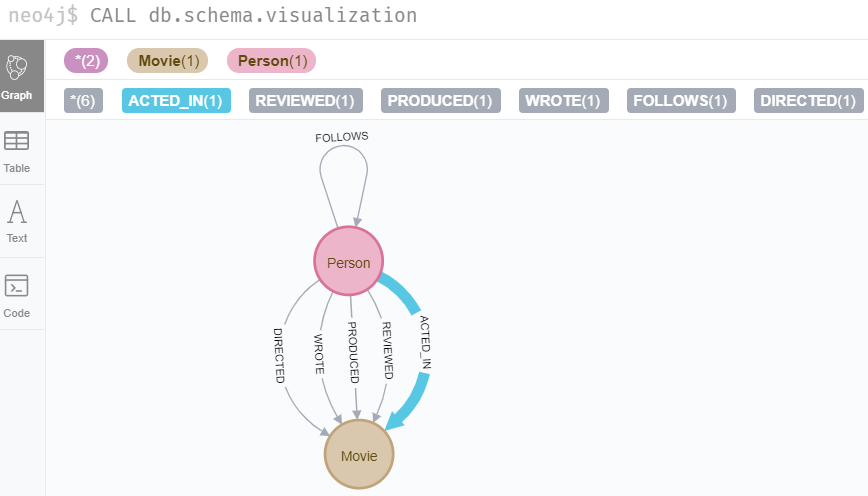 neo4j$ CALL db.schema.visualization
*(2) Movie(1) Person(1)
*(6) ACTED_IN(1) REVIEWED(1) PRODUCED(1) WROTE(1) FOLLOWS(1) DIRECTED(1)
Graph
Table
Text
Code
FOLLOWS
Person
DIRECTED
WROTE
PRODUCED
REVIEWED
ACTED_IN
Movie